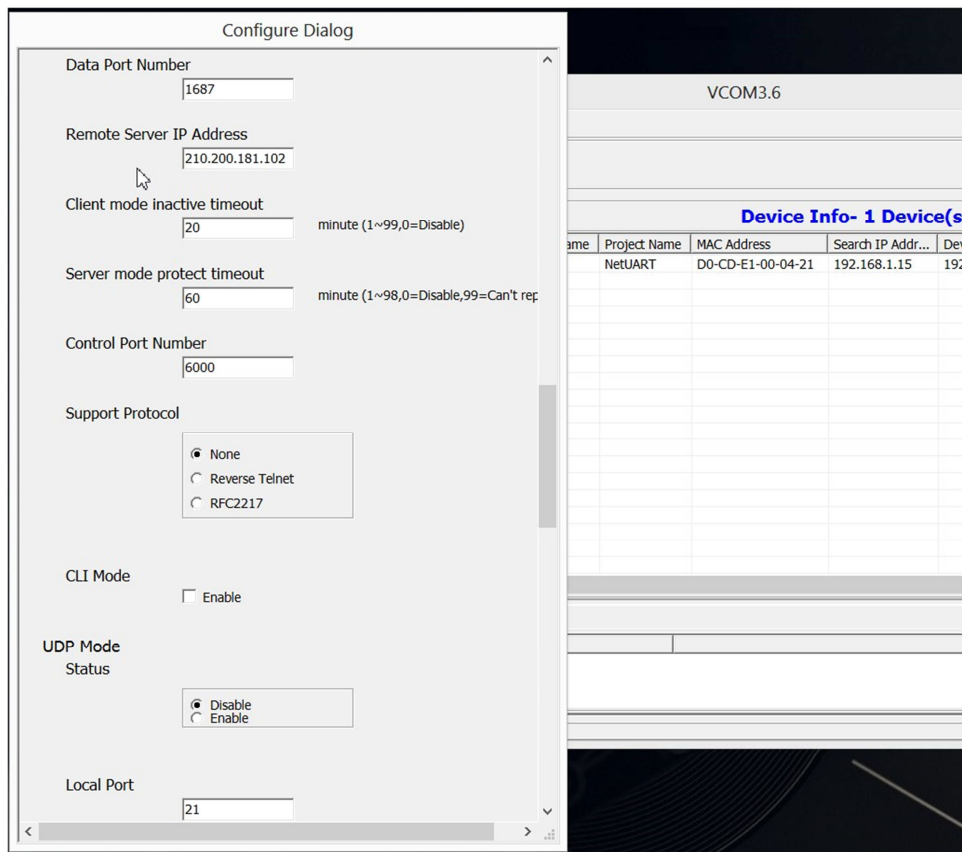 Configure Dialog
Data Port Number
1687
Remote Server IP Address
210.200.181.102
Client mode inactive timeout
20 minute (1~99,0=Disable)
Server mode protect timeout
60 minute (1~98,0=Disable,99=Can't rep
Control Port Number
6000
Support Protocol
None
Reverse Telnet
RFC2217
CLI Mode
Enable
UDP Mode
Status
Disable
Enable
Local Port
21
VCOM3.6
Device Info- 1 Device(s
ame Project Name MAC Address Search IP Addr... Dev
NetUART D0-CD-E1-00-04-21 192.168.1.15 192